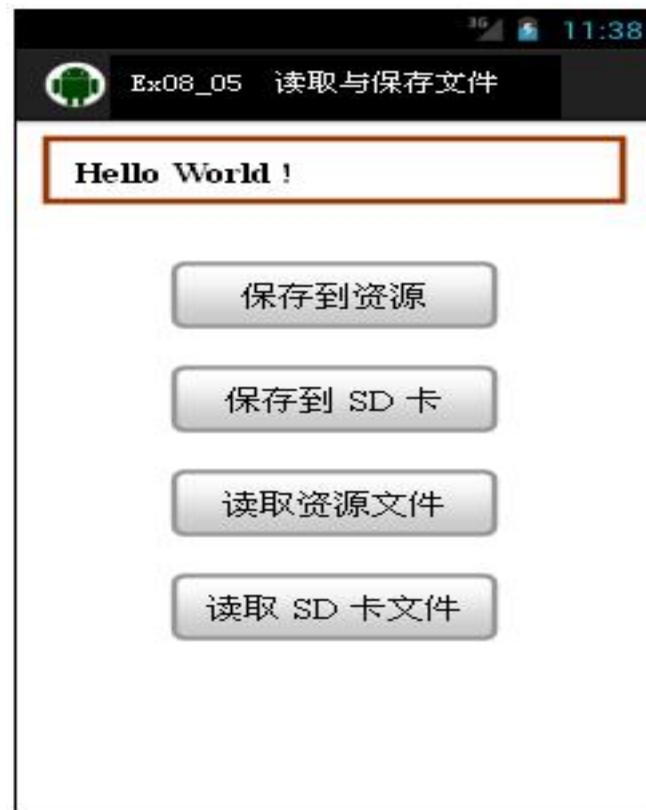 3G 11:38
Ex08_05 读取与保存文件
Hello World !
保存到资源
保存到 SD 卡
读取资源文件
读取 SD 卡文件